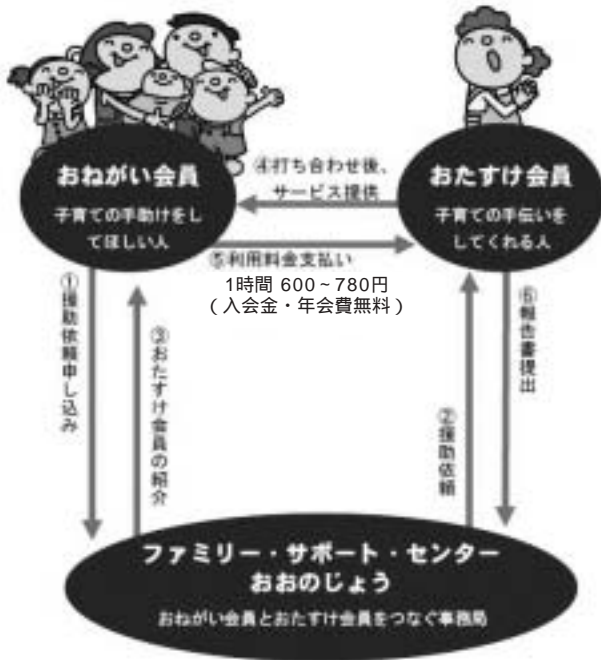 おねがい会員
子育ての手助けをし
てほしい人
おたすけ会員
子育ての手伝いを
してくれる人
④打ち合わせ後、
サービス提供
⑤利用料金支払い
1時間 600~780円
(入会金・年会費無料)
①援助依頼申し込み
③おたすけ会員の紹介
②援助依頼
⑥報告書提出
ファミリー・サポート・センター
おおのじょう
おねがい会員とおたすけ会員をつなぐ事務局